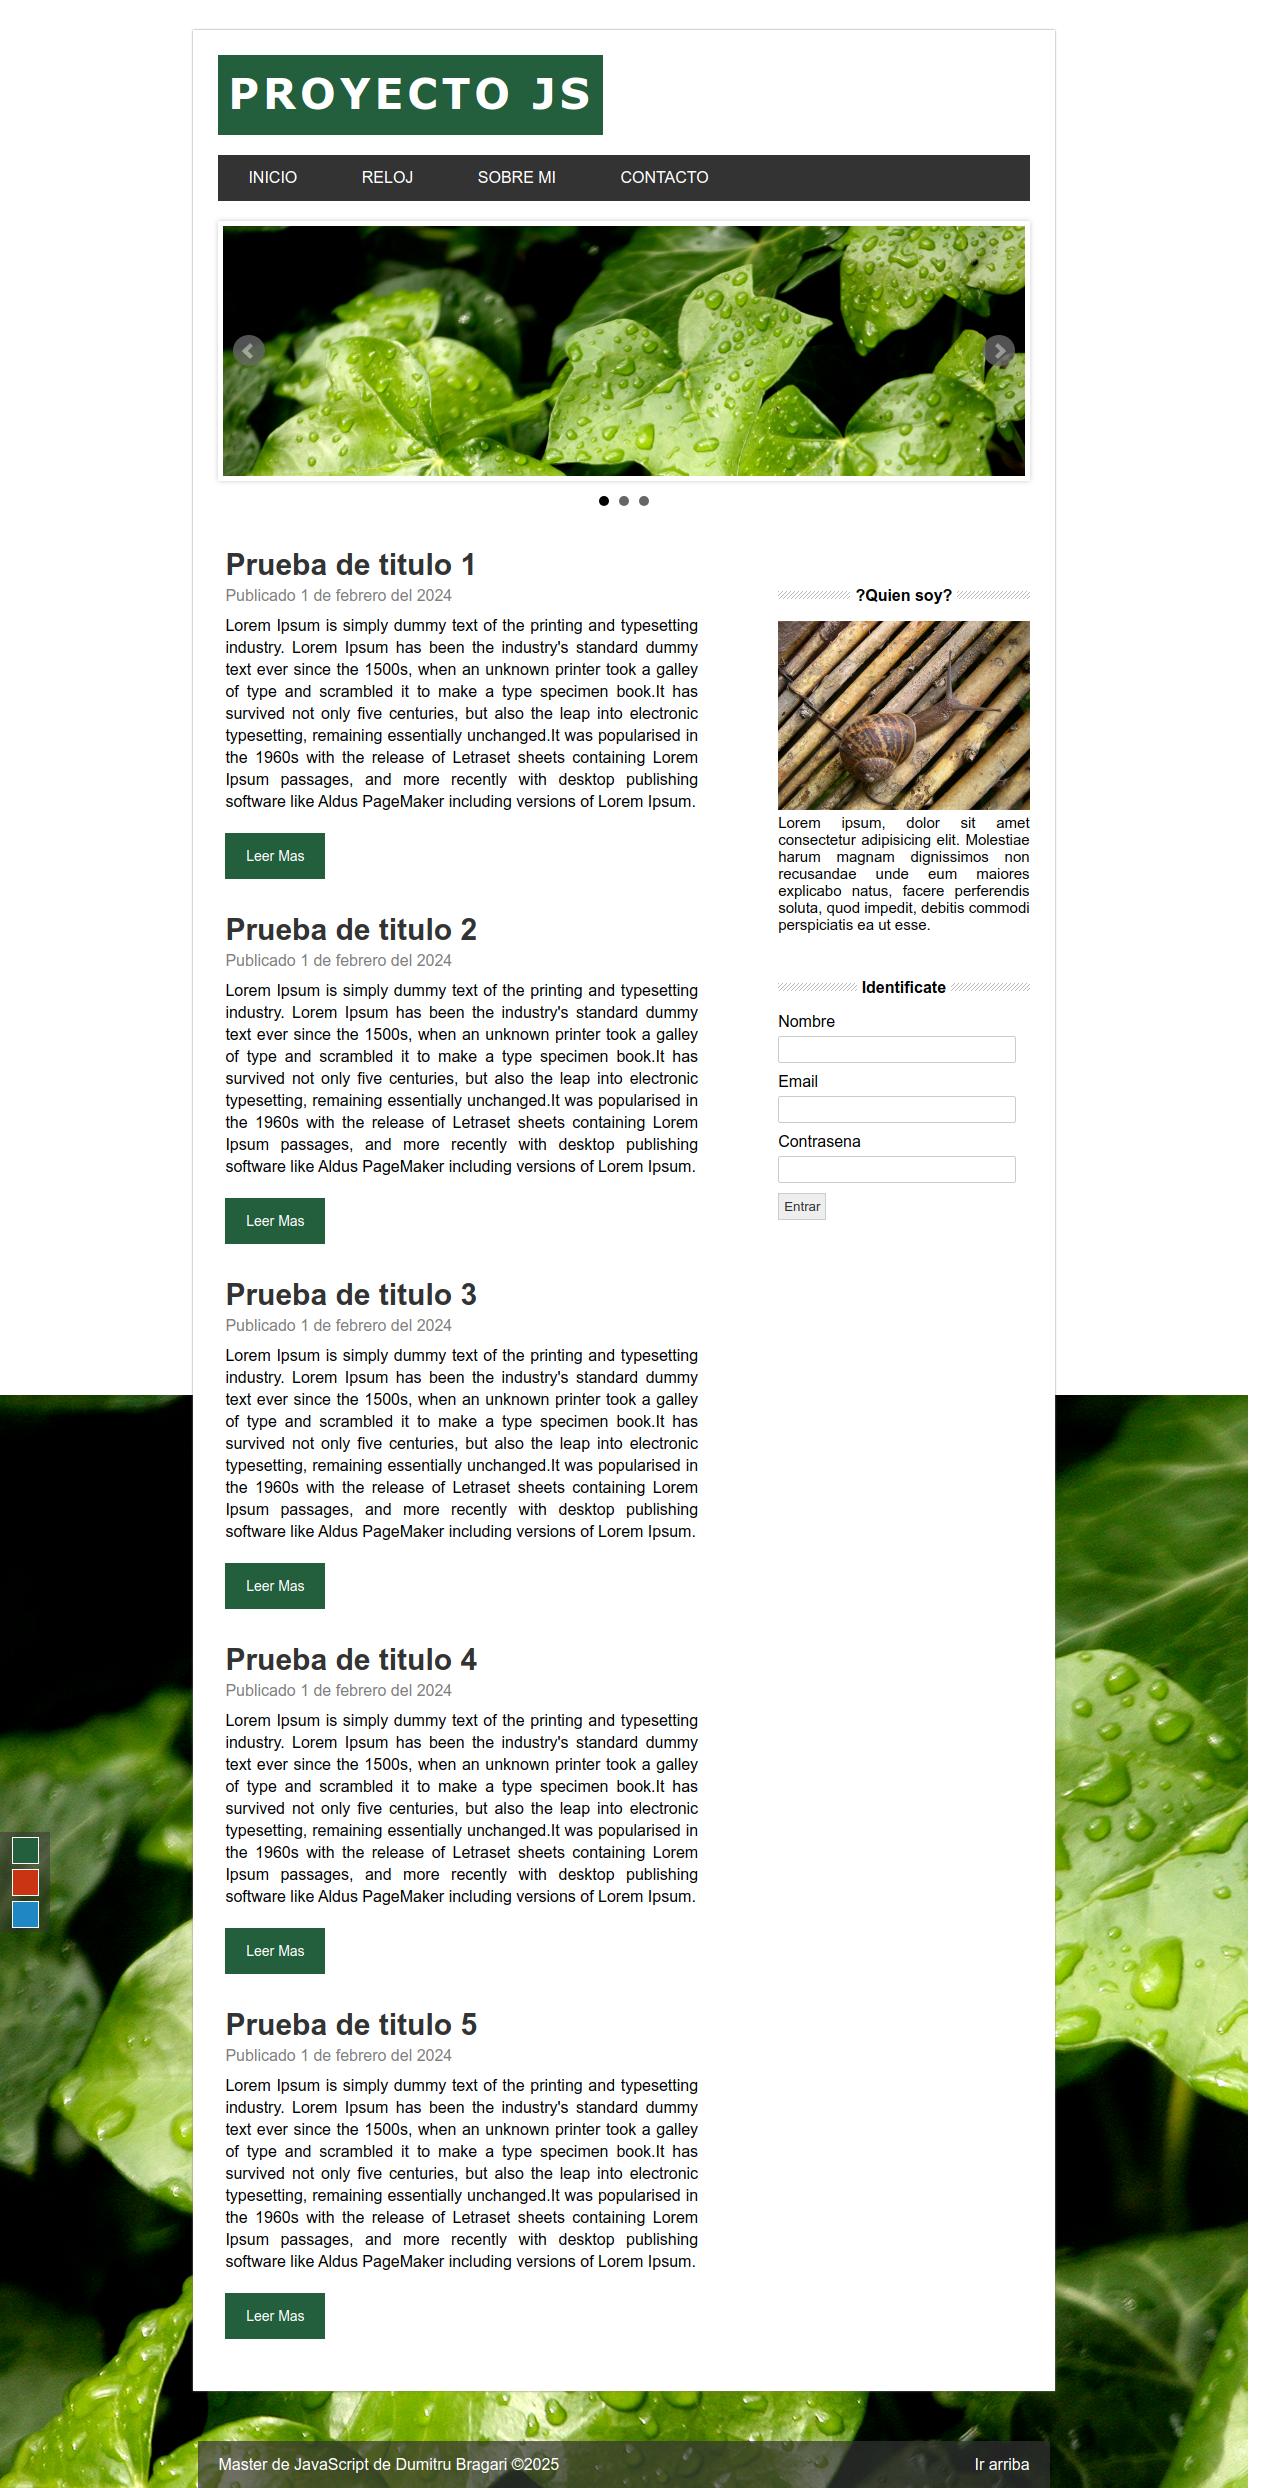 PROYECTO JS
INICIO RELOJ SOBRE MI CONTACTO
Prueba de titulo 1
Publicado 1 de febrero del 2024
Lorem Ipsum is simply dummy text of the printing and typesetting
industry. Lorem Ipsum has been the industry's standard dummy
text ever since the 1500s, when an unknown printer took a galley
of type and scrambled it to make a type specimen book.It has
survived not only five centuries, but also the leap into electronic
typesetting, remaining essentially unchanged.It was popularised in
the 1960s with the release of Letraset sheets containing Lorem
Ipsum passages, and more recently with desktop publishing
software like Aldus PageMaker including versions of Lorem Ipsum.
Leer Mas
Prueba de titulo 2
Publicado 1 de febrero del 2024
Lorem Ipsum is simply dummy text of the printing and typesetting
industry. Lorem Ipsum has been the industry's standard dummy
text ever since the 1500s, when an unknown printer took a galley
of type and scrambled it to make a type specimen book.It has
survived not only five centuries, but also the leap into electronic
typesetting, remaining essentially unchanged.It was popularised in
the 1960s with the release of Letraset sheets containing Lorem
Ipsum passages, and more recently with desktop publishing
software like Aldus PageMaker including versions of Lorem Ipsum.
Leer Mas
Prueba de titulo 3
Publicado 1 de febrero del 2024
Lorem Ipsum is simply dummy text of the printing and typesetting
industry. Lorem Ipsum has been the industry's standard dummy
text ever since the 1500s, when an unknown printer took a galley
of type and scrambled it to make a type specimen book.It has
survived not only five centuries, but also the leap into electronic
typesetting, remaining essentially unchanged.It was popularised in
the 1960s with the release of Letraset sheets containing Lorem
Ipsum passages, and more recently with desktop publishing
software like Aldus PageMaker including versions of Lorem Ipsum.
Leer Mas
Prueba de titulo 4
Publicado 1 de febrero del 2024
Lorem Ipsum is simply dummy text of the printing and typesetting
industry. Lorem Ipsum has been the industry's standard dummy
text ever since the 1500s, when an unknown printer took a galley
of type and scrambled it to make a type specimen book.It has
survived not only five centuries, but also the leap into electronic
typesetting, remaining essentially unchanged.It was popularised in
the 1960s with the release of Letraset sheets containing Lorem
Ipsum passages, and more recently with desktop publishing
software like Aldus PageMaker including versions of Lorem Ipsum.
Leer Mas
Prueba de titulo 5
Publicado 1 de febrero del 2024
Lorem Ipsum is simply dummy text of the printing and typesetting
industry. Lorem Ipsum has been the industry's standard dummy
text ever since the 1500s, when an unknown printer took a galley
of type and scrambled it to make a type specimen book.It has
survived not only five centuries, but also the leap into electronic
typesetting, remaining essentially unchanged.It was popularised in
the 1960s with the release of Letraset sheets containing Lorem
Ipsum passages, and more recently with desktop publishing
software like Aldus PageMaker including versions of Lorem Ipsum.
Leer Mas
?Quien soy?
Lorem ipsum, dolor sit amet
consectetur adipisicing elit. Molestiae
harum magnam dignissimos non
recusandae unde eum maiores
explicabo natus, facere perferendis
soluta, quod impedit, debitis commodi
perspiciatis ea ut esse.
Identificate
Nombre
Email
Contrasena
Entrar
Master de JavaScript de Dumitru Bragari ©2025
Ir arriba